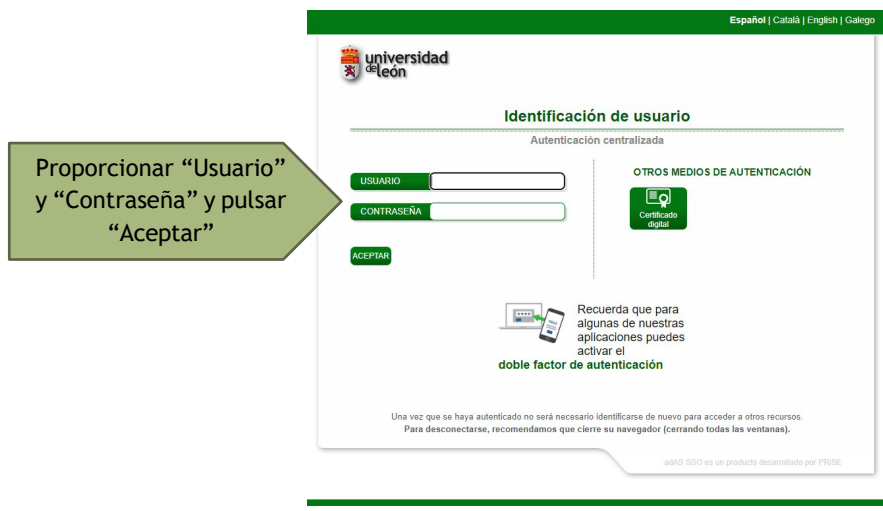 Español | Català | English | Galego
universidad
de león
Identificación de usuario
Autenticación centralizada
Proporcionar “Usuario”
y “Contraseña” y pulsar
“Aceptar”
USUARIO
CONTRASEÑA
ACEPTAR
OTROS MEDIOS DE AUTENTICACIÓN
Certificado
digital
Recuerda que para
algunas de nuestras
aplicaciones puedes
activar el
doble factor de autenticación
Una vez que se haya autenticado no será necesario identificarse de nuevo para acceder a otros recursos.
Para desconectarse, recomendamos que cierre su navegador (cerrando todas las ventanas).
adAS SSO es un producto desarrollado por PRiSE